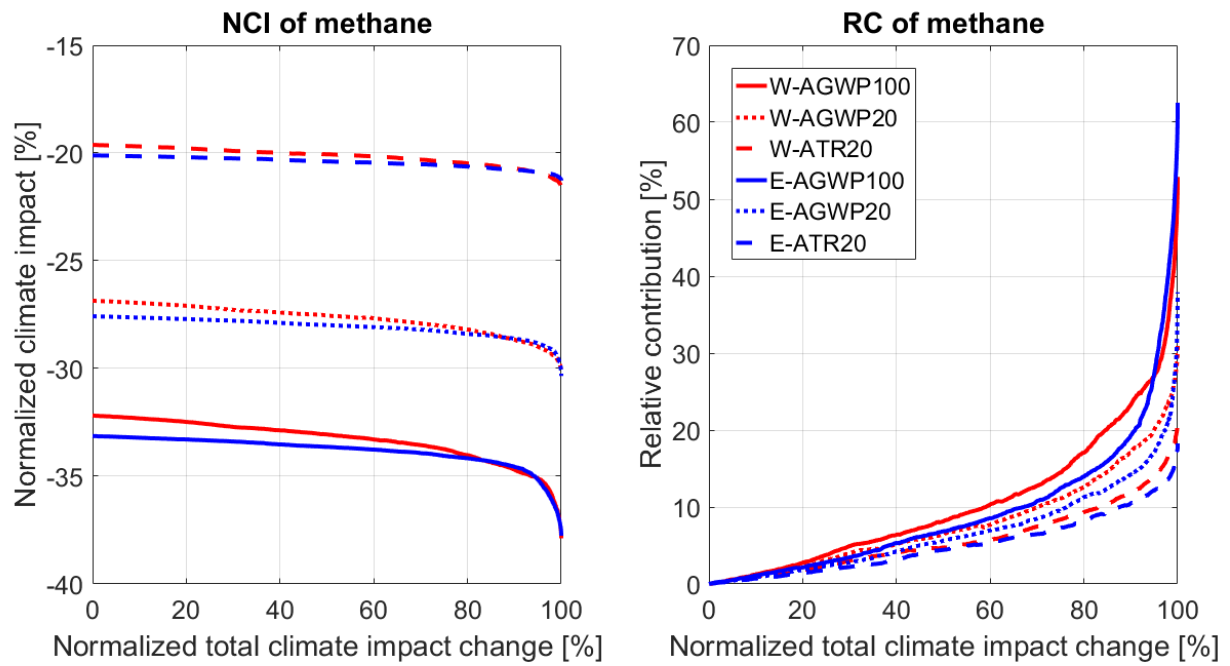 NCI of methane
Normalized climate impact [%]
-15
-20
-25
-30
-35
-40
0 20 40 60 80 100
Normalized total climate impact change [%]
RC of methane
Relative contribution [%]
70
60
50
40
30
20
10
0
W-AGWP100
W-AGWP20
W-ATR20
E-AGWP100
E-AGWP20
E-ATR20
0 20 40 60 80 100
Normalized total climate impact change [%]